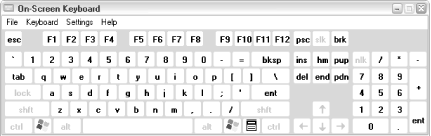 On-Screen Keyboard
File Keyboard Settings Help
esc F1 F2 F3 F4 F5 F6 F7 F8 F9 F10 F11 F12 psc slk brk
` 1 2 3 4 5 6 7 8 9 0 - = bksp ins hm pup nlk / * -
tab q w e r t y u i o p [ ] \ del end pdn 7 8 9 +
lock a s d f g h j k l ; ' ent 4 5 6
shft z x c v b n m , . / shft ↑ 1 2 3 ent
ctrl alt alt ctrl ← ↓ → 0 .